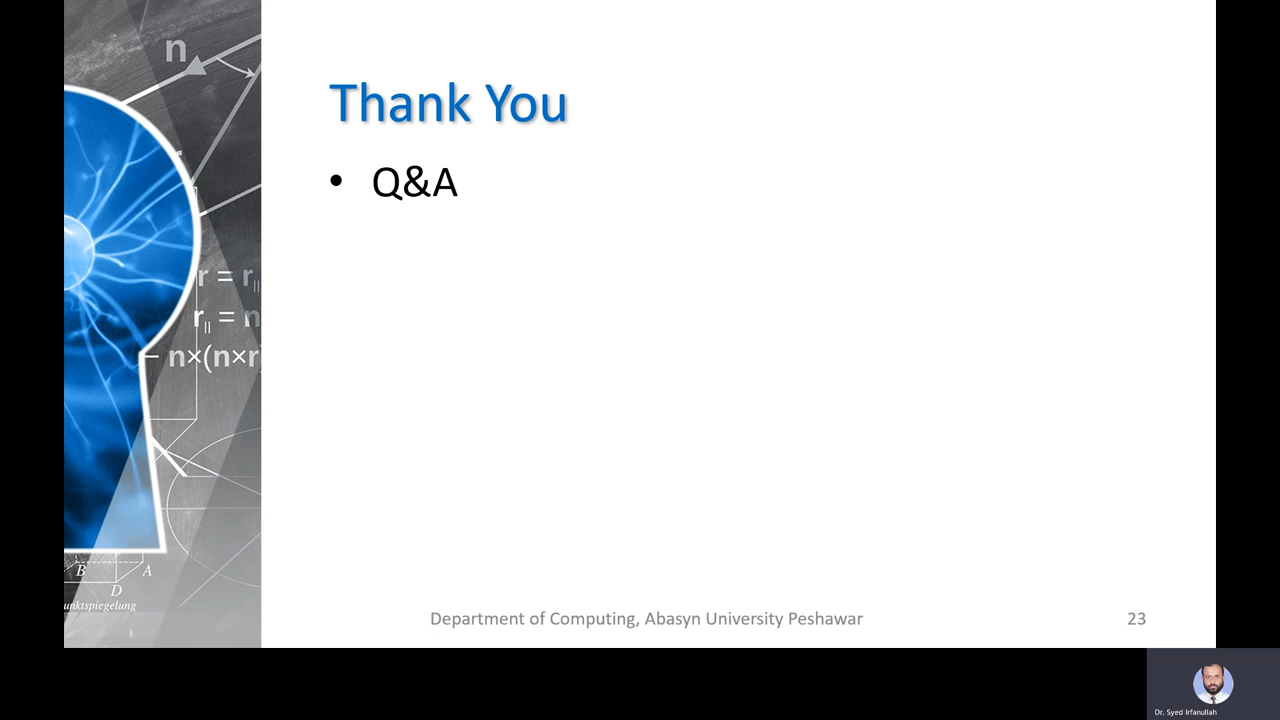 n
Thank You
• Q&A
r = r||
r|| = n
n×(n×r)
B
A
D
unktspiegelung
Department of Computing, Abasyn University Peshawar
23
Dr. Syed Irfanullah